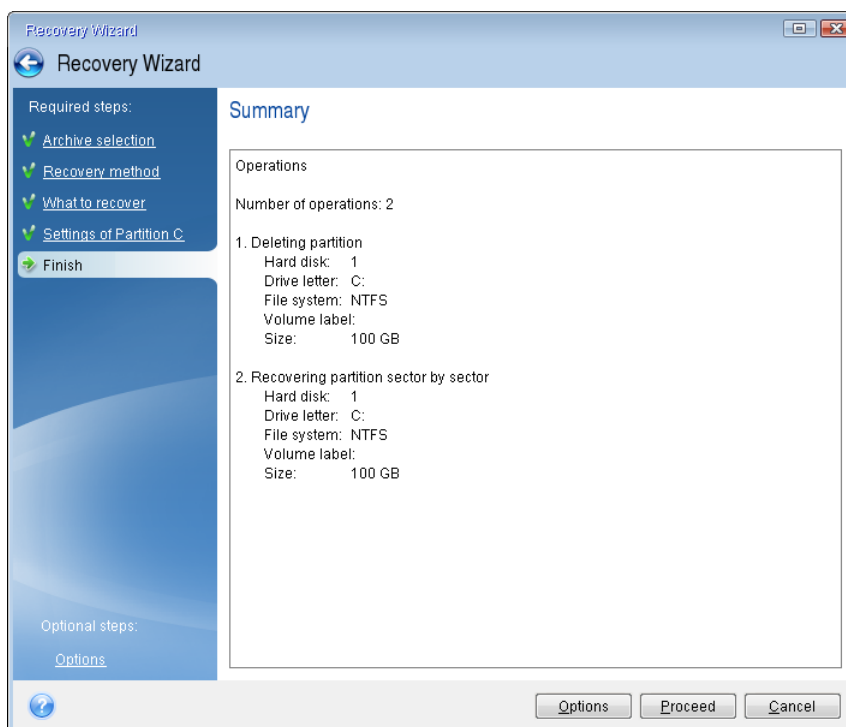 Recovery Wizard
Recovery Wizard
Required steps:
Archive selection
Recovery method
What to recover
Settings of Partition C
Finish
Optional steps:
Options
Summary
Operations
Number of operations: 2
1. Deleting partition
Hard disk: 1
Drive letter: C:
File system: NTFS
Volume label:
Size: 100 GB
2. Recovering partition sector by sector
Hard disk: 1
Drive letter: C:
File system: NTFS
Volume label:
Size: 100 GB
Options
Proceed
Cancel